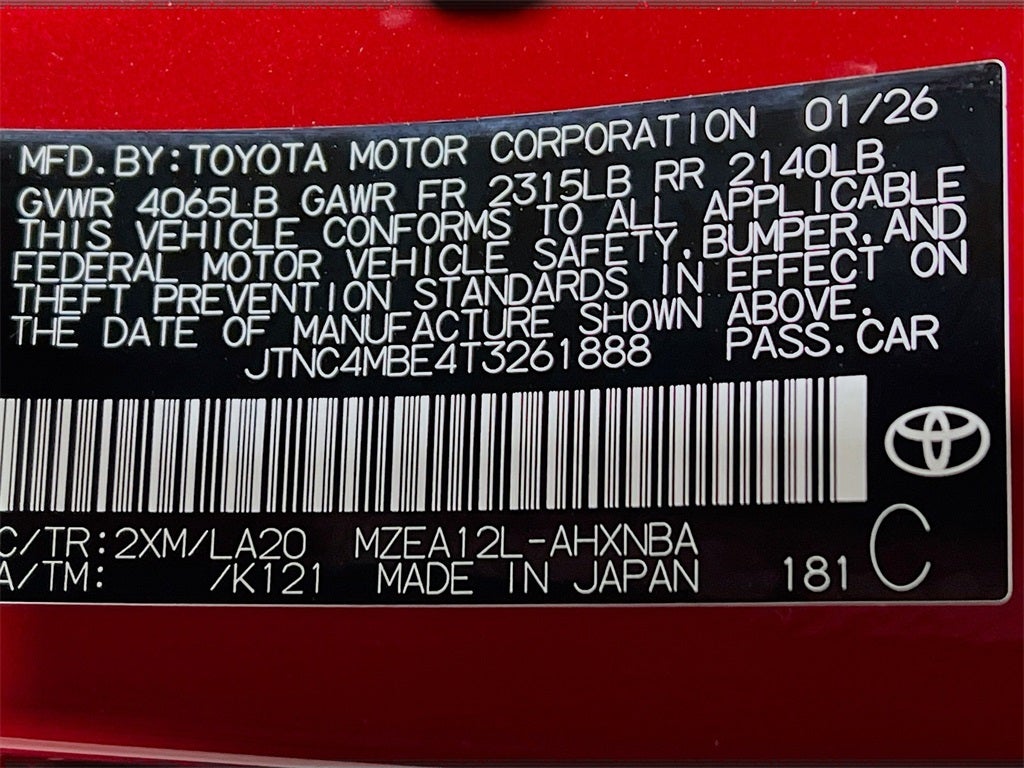 MFD. BY: TOYOTA MOTOR CORPORATION 01/26
GVWR 4065LB GAWR FR 2315LB RR 2140LB
THIS VEHICLE CONFORMS TO ALL APPLICABLE
FEDERAL MOTOR VEHICLE SAFETY, BUMPER, AND
THEFT PREVENTION STANDARDS IN EFFECT ON
THE DATE OF MANUFACTURE SHOWN ABOVE.
JTNC4MBE4T3261888 PASS. CAR
C/TR: 2XM/LA20 MZEA12L-AHXNBA
A/TM: /K121 MADE IN JAPAN 181 C